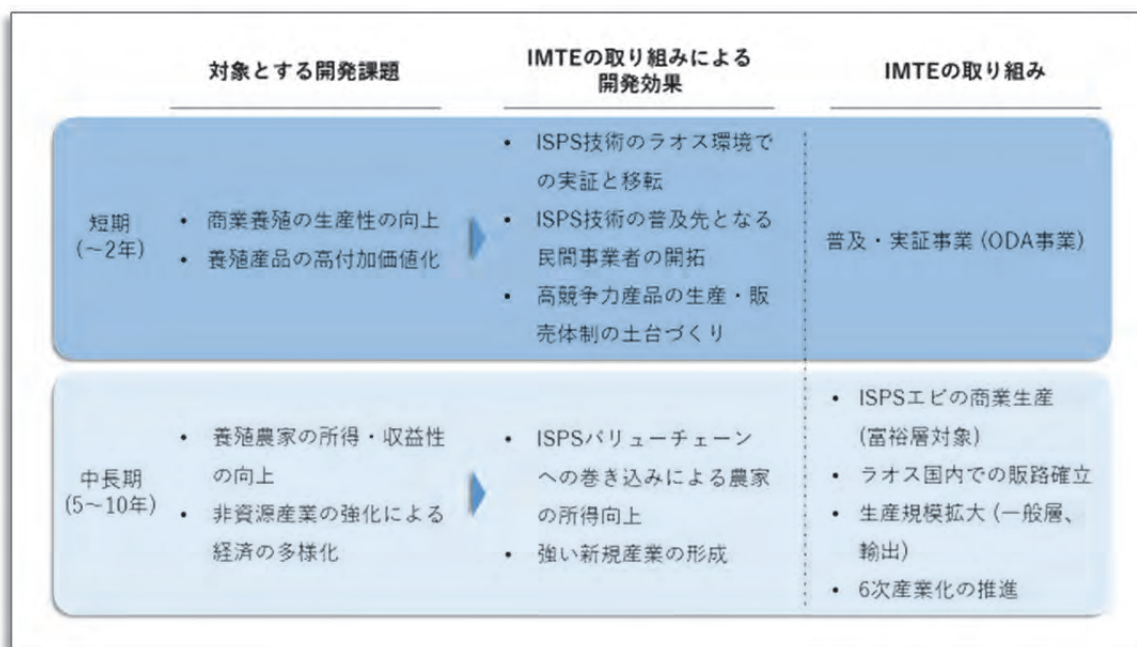 対象とする開発課題
IMTEの取り組みによる
開発効果
IMTEの取り組み
短期
(～2年)
• 商業養殖の生産性の向上
• 養殖産品の高付加価値化
• ISPS技術のラオス環境で
の実証と移転
• ISPS技術の普及先となる
民間事業者の開拓
• 高競争力産品の生産・販
売体制の土台づくり
普及・実証事業 (ODA事業)
中長期
(5～10年)
• 養殖農家の所得・収益性
の向上
• 非資源産業の強化による
経済の多様化
• ISPSバリューチェーン
への巻き込みによる農家
の所得向上
• 強い新規産業の形成
• ISPSエビの商業生産
(富裕層対象)
• ラオス国内での販路確立
• 生産規模拡大 (一般層、
輸出)
• 6次産業化の推進